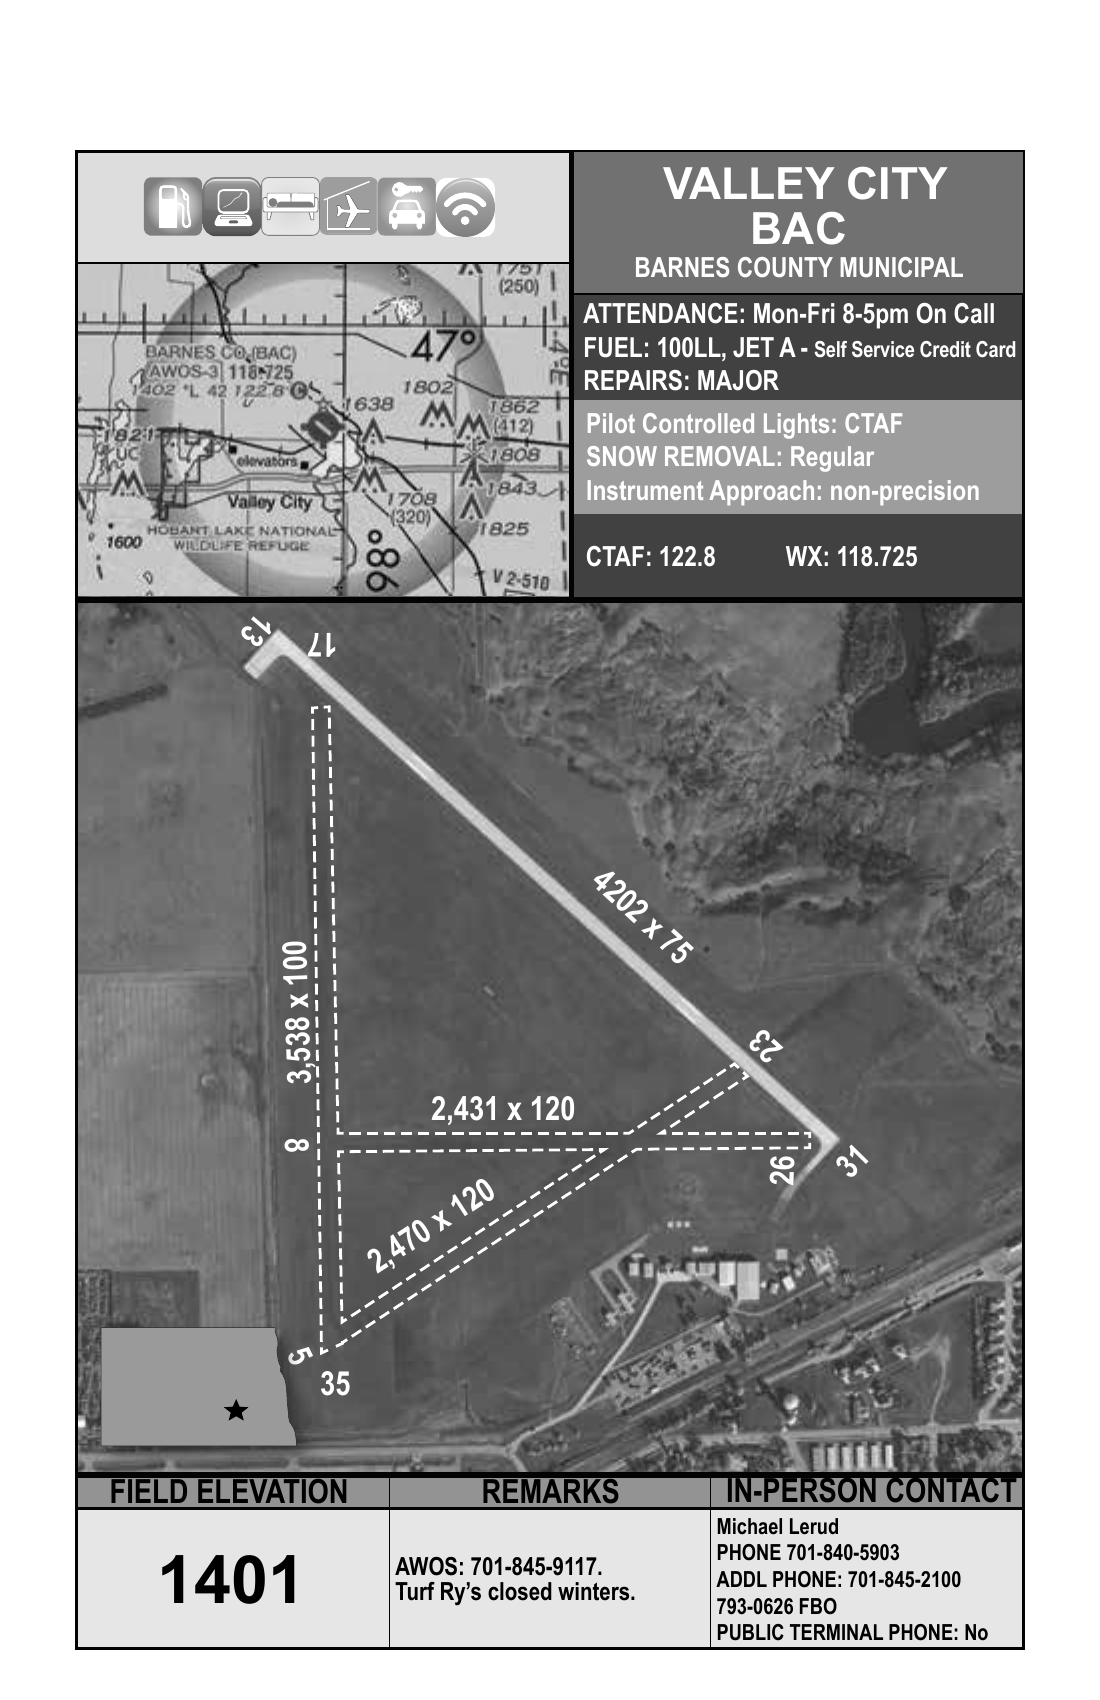 VALLEY CITY
BAC
BARNES COUNTY MUNICIPAL
ATTENDANCE: Mon-Fri 8-5pm On Call
FUEL: 100LL, JET A - Self Service Credit Card
REPAIRS: MAJOR
Pilot Controlled Lights: CTAF
SNOW REMOVAL: Regular
Instrument Approach: non-precision
CTAF: 122.8 WX: 118.725
1751
(250)
47°
BARNES CO (BAC)
AWOS-3 118.725
1402 *L 42 122.8 C
1802
1638
1862
(412)
1821
UC
1808
elevators
1843
Valley City
1708
(320)
1825
HOBART LAKE NATIONAL
WILDLIFE REFUGE
1600
98°
V 2-510
13
17
4202 x 75
3,538 x 100
23
2,431 x 120
8
26
31
2,470 x 120
5
35
FIELD ELEVATION
1401
REMARKS
AWOS: 701-845-9117.
Turf Ry's closed winters.
IN-PERSON CONTACT
Michael Lerud
PHONE 701-840-5903
ADDL PHONE: 701-845-2100
793-0626 FBO
PUBLIC TERMINAL PHONE: No